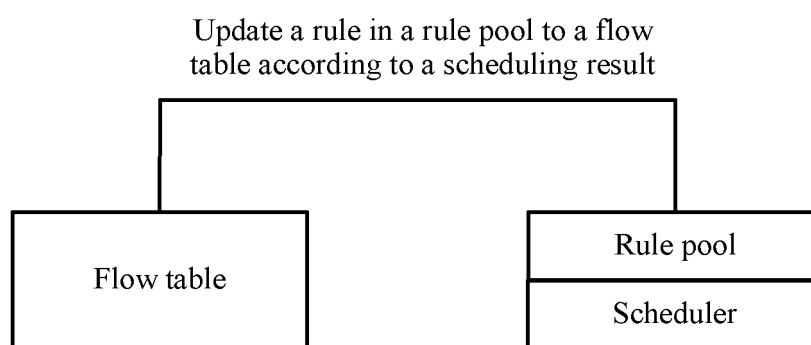 Update a rule in a rule pool to a flow
table according to a scheduling result
Rule pool
Flow table
Scheduler